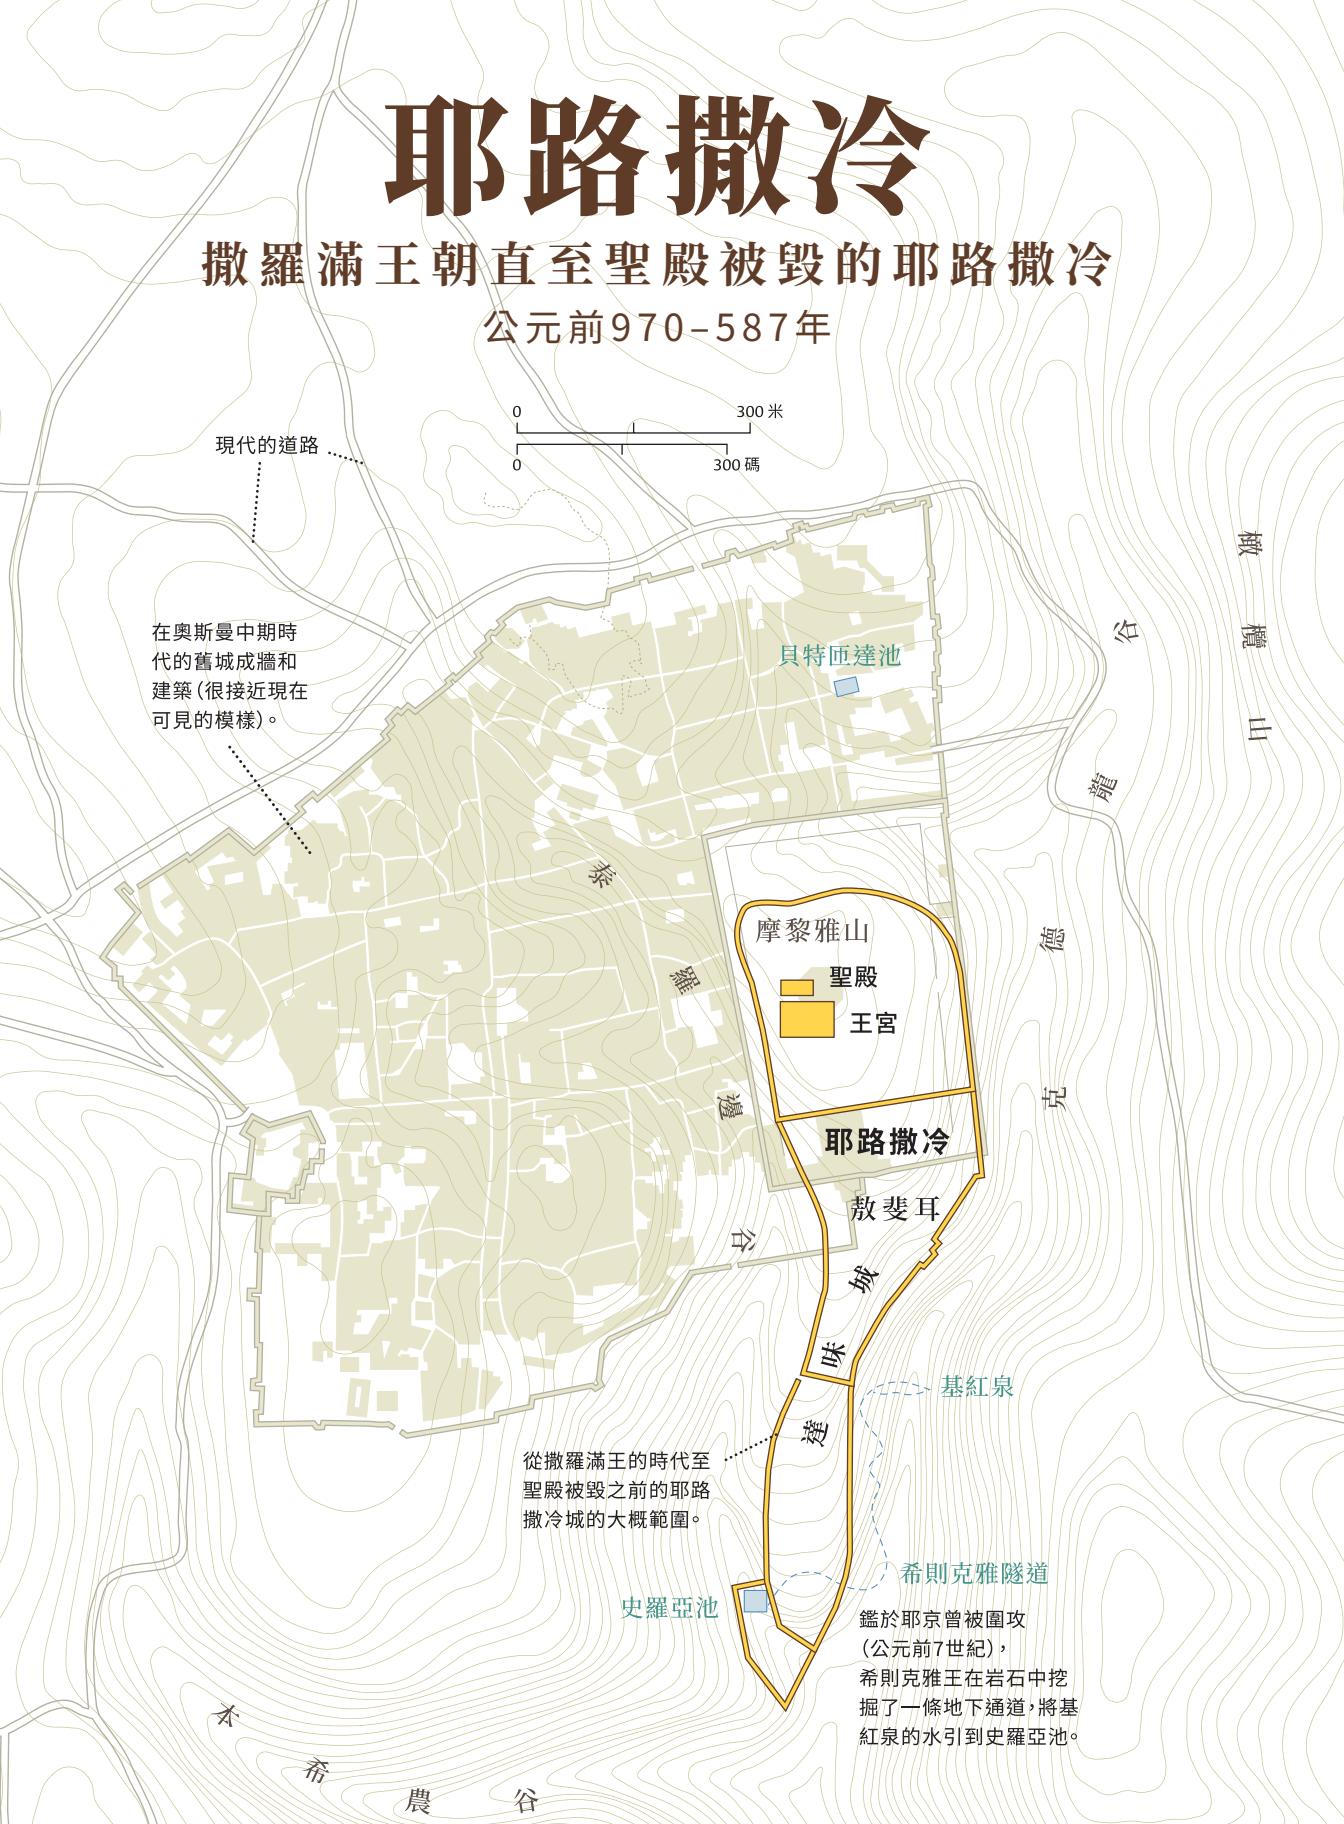 耶路撒冷
撒羅滿王朝直至聖殿被毀的耶路撒冷
公元前970–587年
0 300 米
0 300 碼
現代的道路
在奧斯曼中期時
代的舊城成牆和
建築（很接近現在
可見的模樣）。
貝特匝達池
橄欖山
克德龍谷
泰羅邊谷
摩黎雅山
聖殿
王宮
耶路撒冷
敖斐耳
達味城
基紅泉
從撒羅滿王的時代至
聖殿被毀之前的耶路
撒冷城的大概範圍。
希則克雅隧道
史羅亞池
鑑於耶京曾被圍攻
（公元前7世紀），
希則克雅王在岩石中挖
掘了一條地下通道，將基
紅泉的水引到史羅亞池。
本希農谷